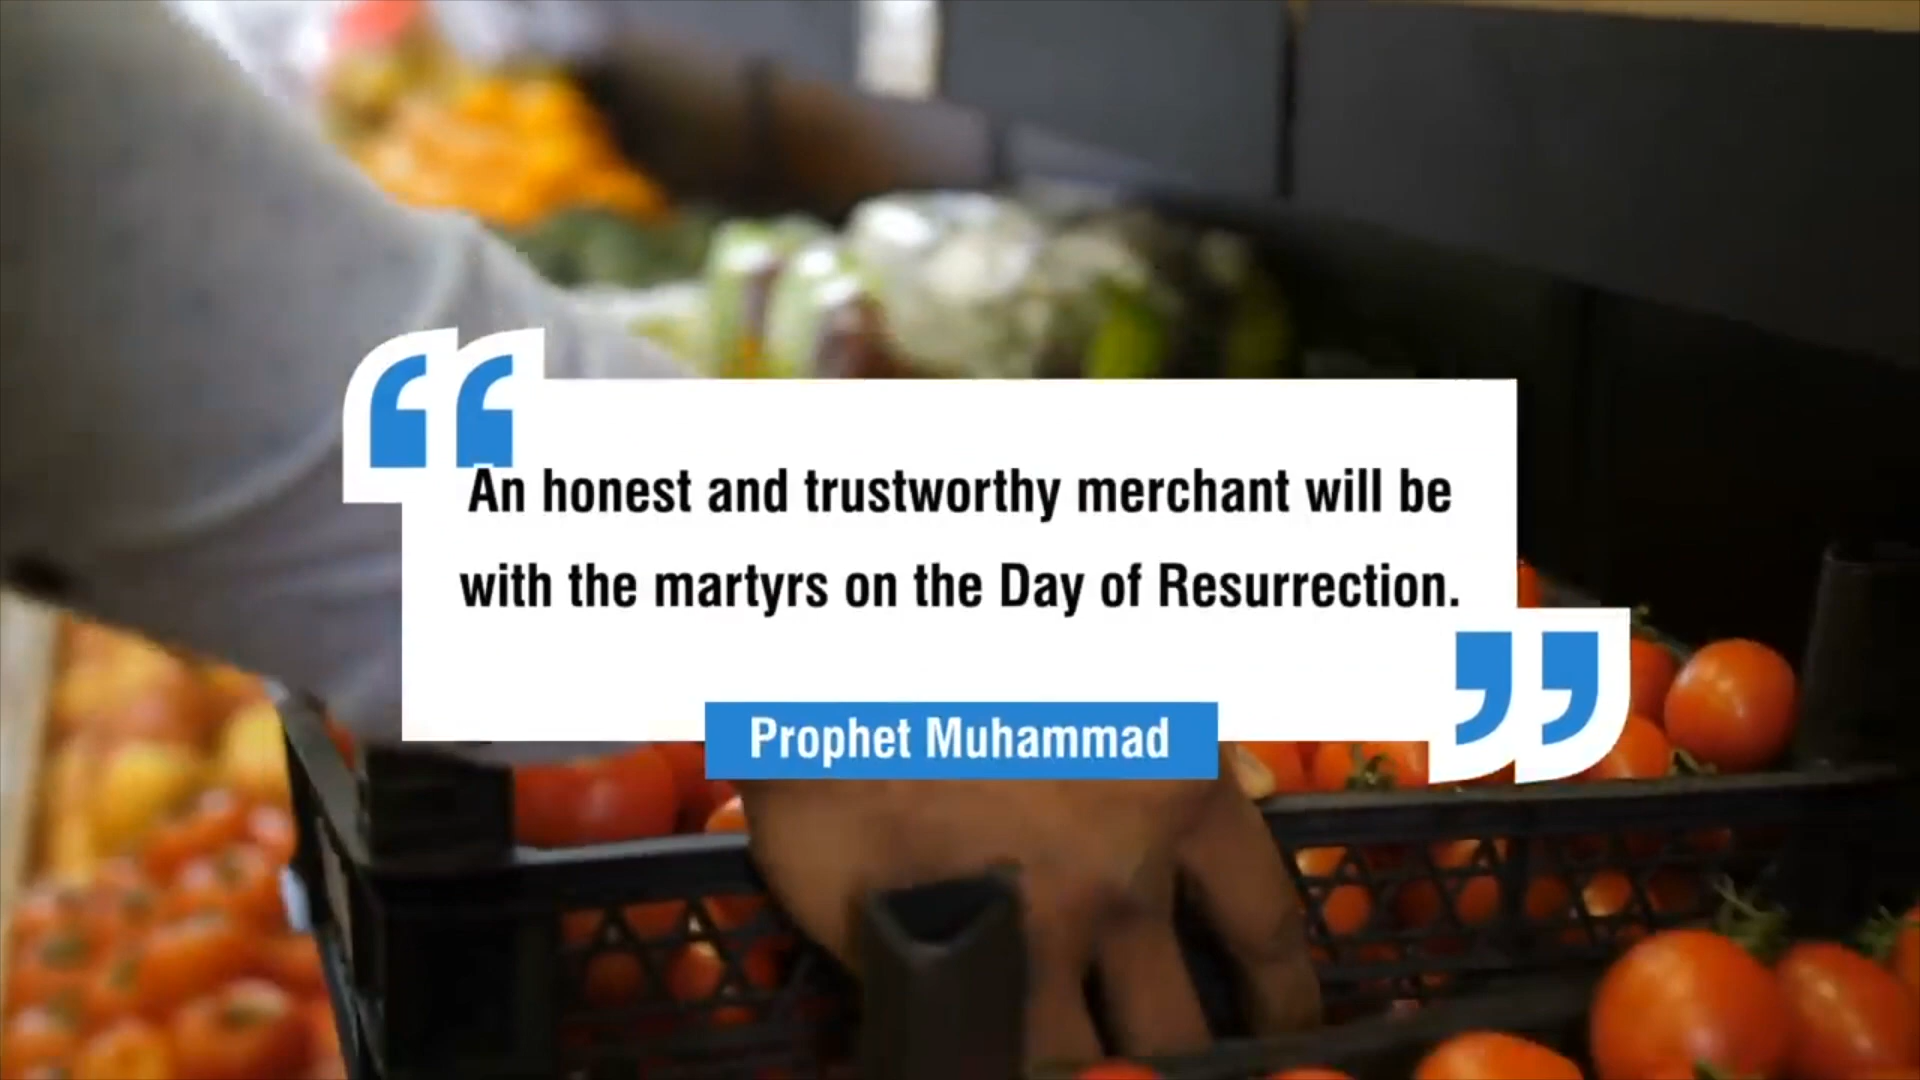 An honest and trustworthy merchant will be
with the martyrs on the Day of Resurrection.
Prophet Muhammad